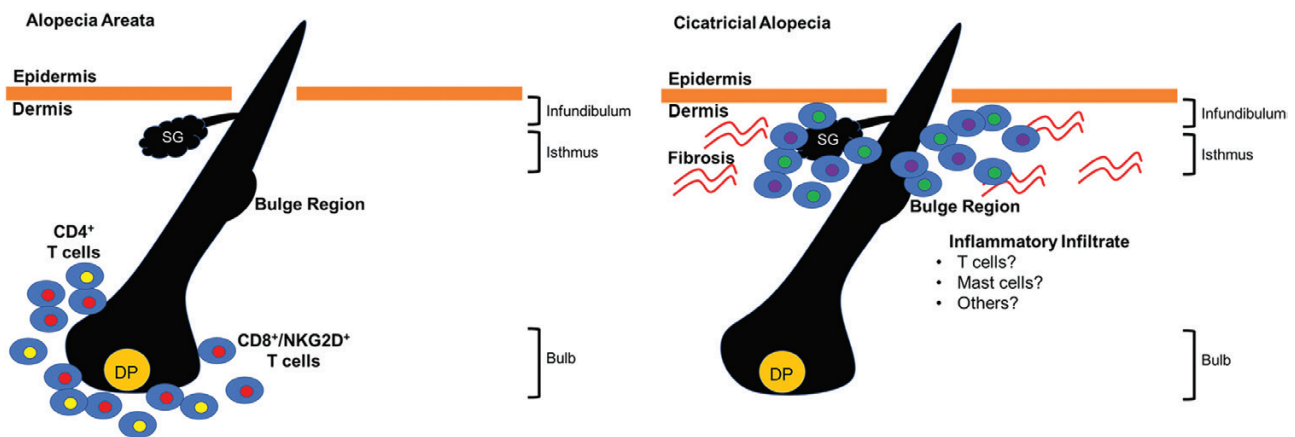 Alopecia Areata
Epidermis
Dermis
SG
Infundibulum
Isthmus
Bulge Region
CD4⁺
T cells
CD8⁺/NKG2D⁺
T cells
DP
Bulb
Cicatricial Alopecia
Epidermis
Dermis
SG
Fibrosis
Infundibulum
Isthmus
Bulge Region
Inflammatory Infiltrate
• T cells?
• Mast cells?
• Others?
DP
Bulb